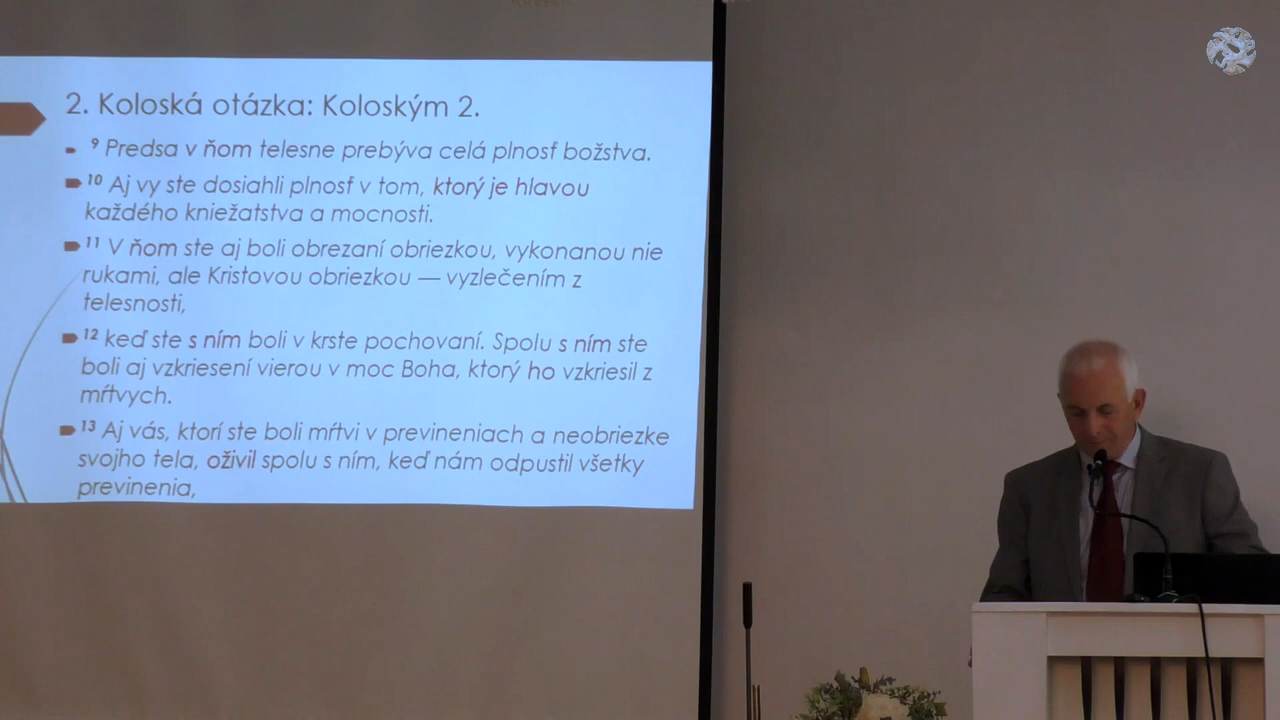 2. Koloská otázka: Koloským 2.
⁹ Predsa v ňom telesne prebýva celá plnosť božstva.
¹⁰ Aj vy ste dosiahli plnosť v tom, ktorý je hlavou
každého kniežatstva a mocnosti.
¹¹ V ňom ste aj boli obrezaní obriezkou, vykonanou nie
rukami, ale Kristovou obriezkou — vyzlečením z
telesnosti,
¹² keď ste s ním boli v krste pochovaní. Spolu s ním ste
boli aj vzkriesení vierou v moc Boha, ktorý ho vzkriesil z
mŕtvych.
¹³ Aj vás, ktorí ste boli mŕtvi v previneniach a neobriezke
svojho tela, oživil spolu s ním, keď nám odpustil všetky
previnenia,